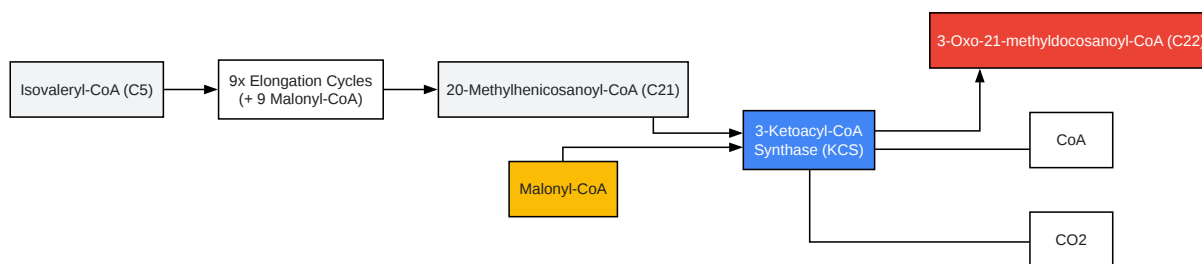 3-Oxo-21-methyldocosanoyl-CoA (C22)
Isovaleryl-CoA (C5)
9x Elongation Cycles
(+ 9 Malonyl-CoA)
20-Methylhenicosanoyl-CoA (C21)
3-Ketoacyl-CoA
Synthase (KCS)
CoA
Malonyl-CoA
CO2